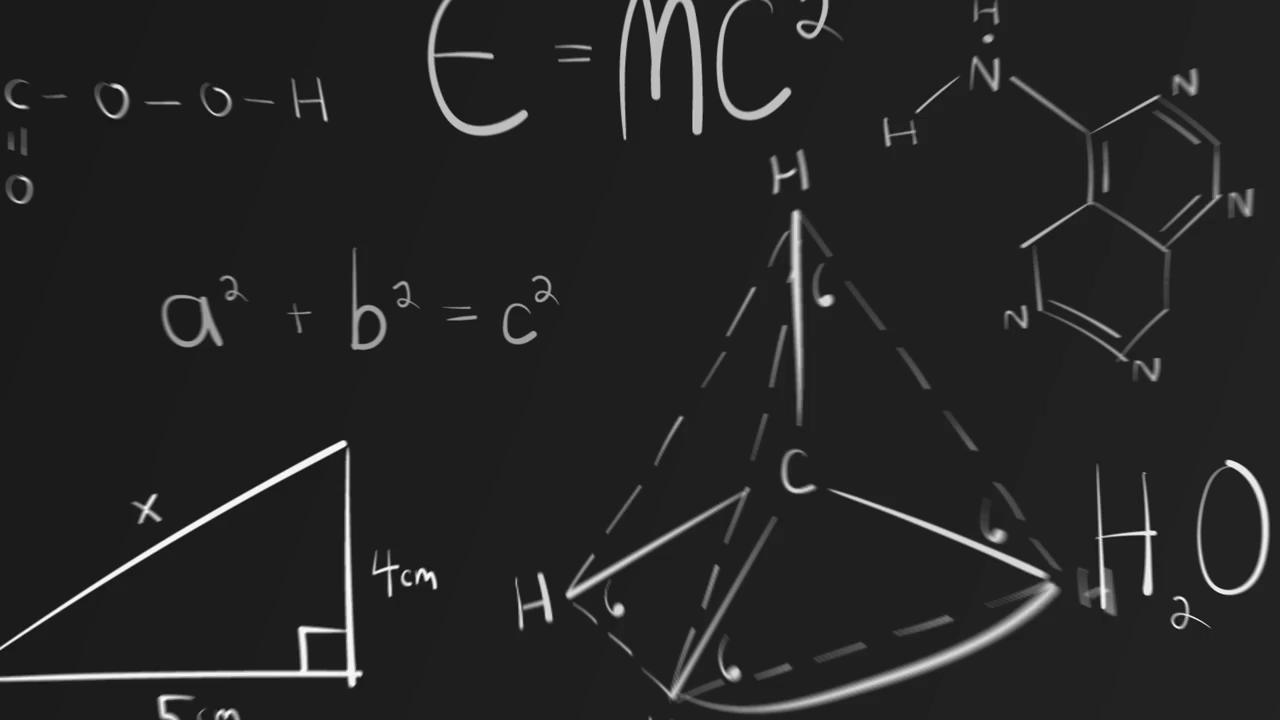 E = MC²
C - O - O - H
O
a² + b² = c²
H
N
H
N
N
N
N
H
6
C
6
H
6
H
6
H₂O
x
4cm
5cm